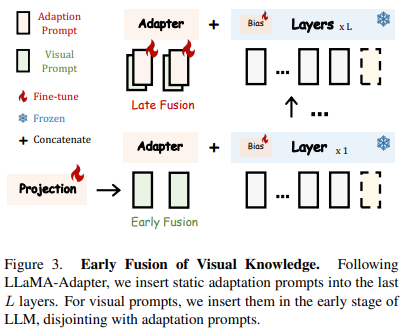 Adaption
Prompt
Visual
Prompt
Fine-tune
Frozen
+ Concatenate
Adapter + Bias Layers x L
...
Late Fusion
...
Adapter + Bias Layer x 1
Projection
...
Early Fusion
Figure 3. Early Fusion of Visual Knowledge. Following
LLaMA-Adapter, we insert static adaptation prompts into the last
L layers. For visual prompts, we insert them in the early stage of
LLM, disjointing with adaptation prompts.